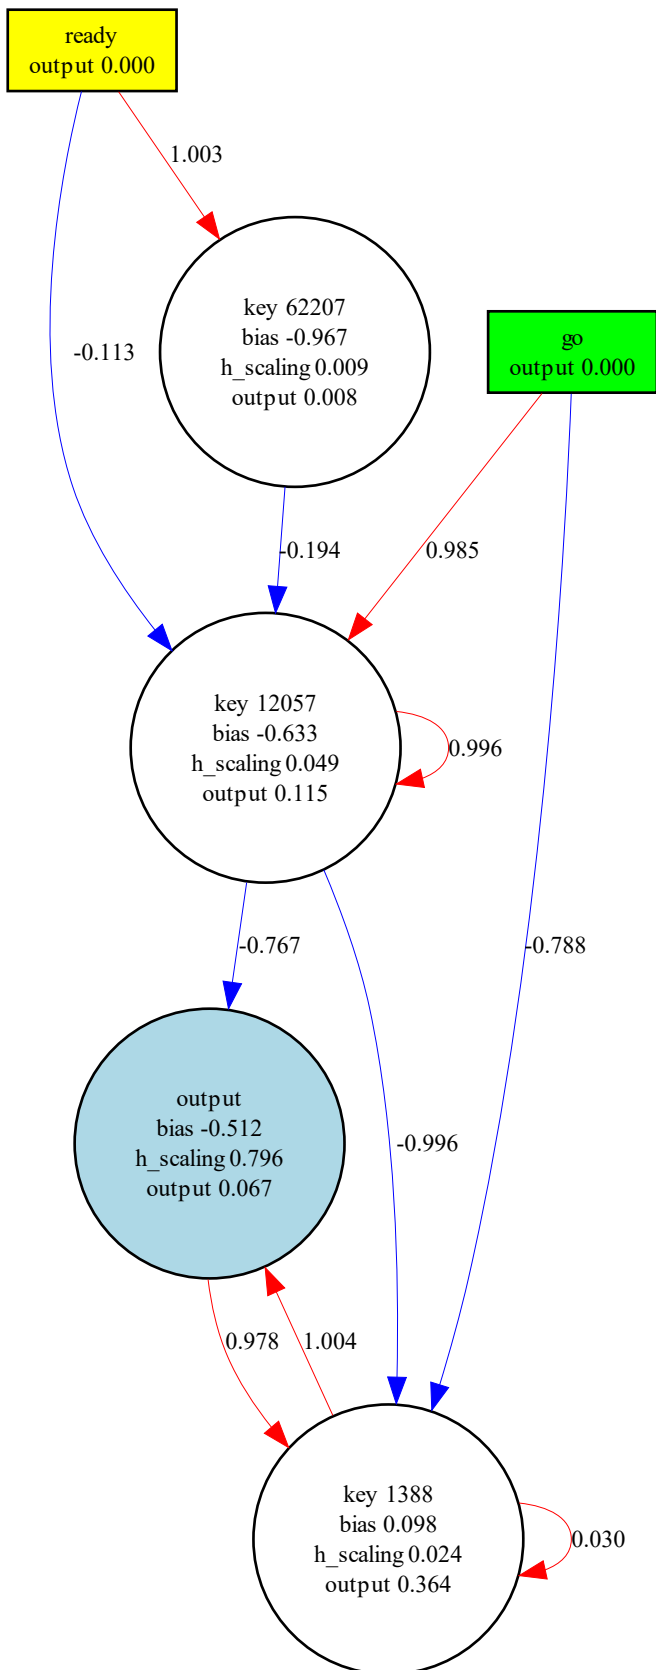 ready
output 0.000
1.003
-0.113
key 62207
bias -0.967
h_scaling 0.009
output 0.008
go
output 0.000
-0.194
0.985
key 12057
bias -0.633
h_scaling 0.049
output 0.115
0.996
-0.767
-0.788
output
bias -0.512
h_scaling 0.796
output 0.067
-0.996
0.978
1.004
key 1388
bias 0.098
h_scaling 0.024
output 0.364
0.030